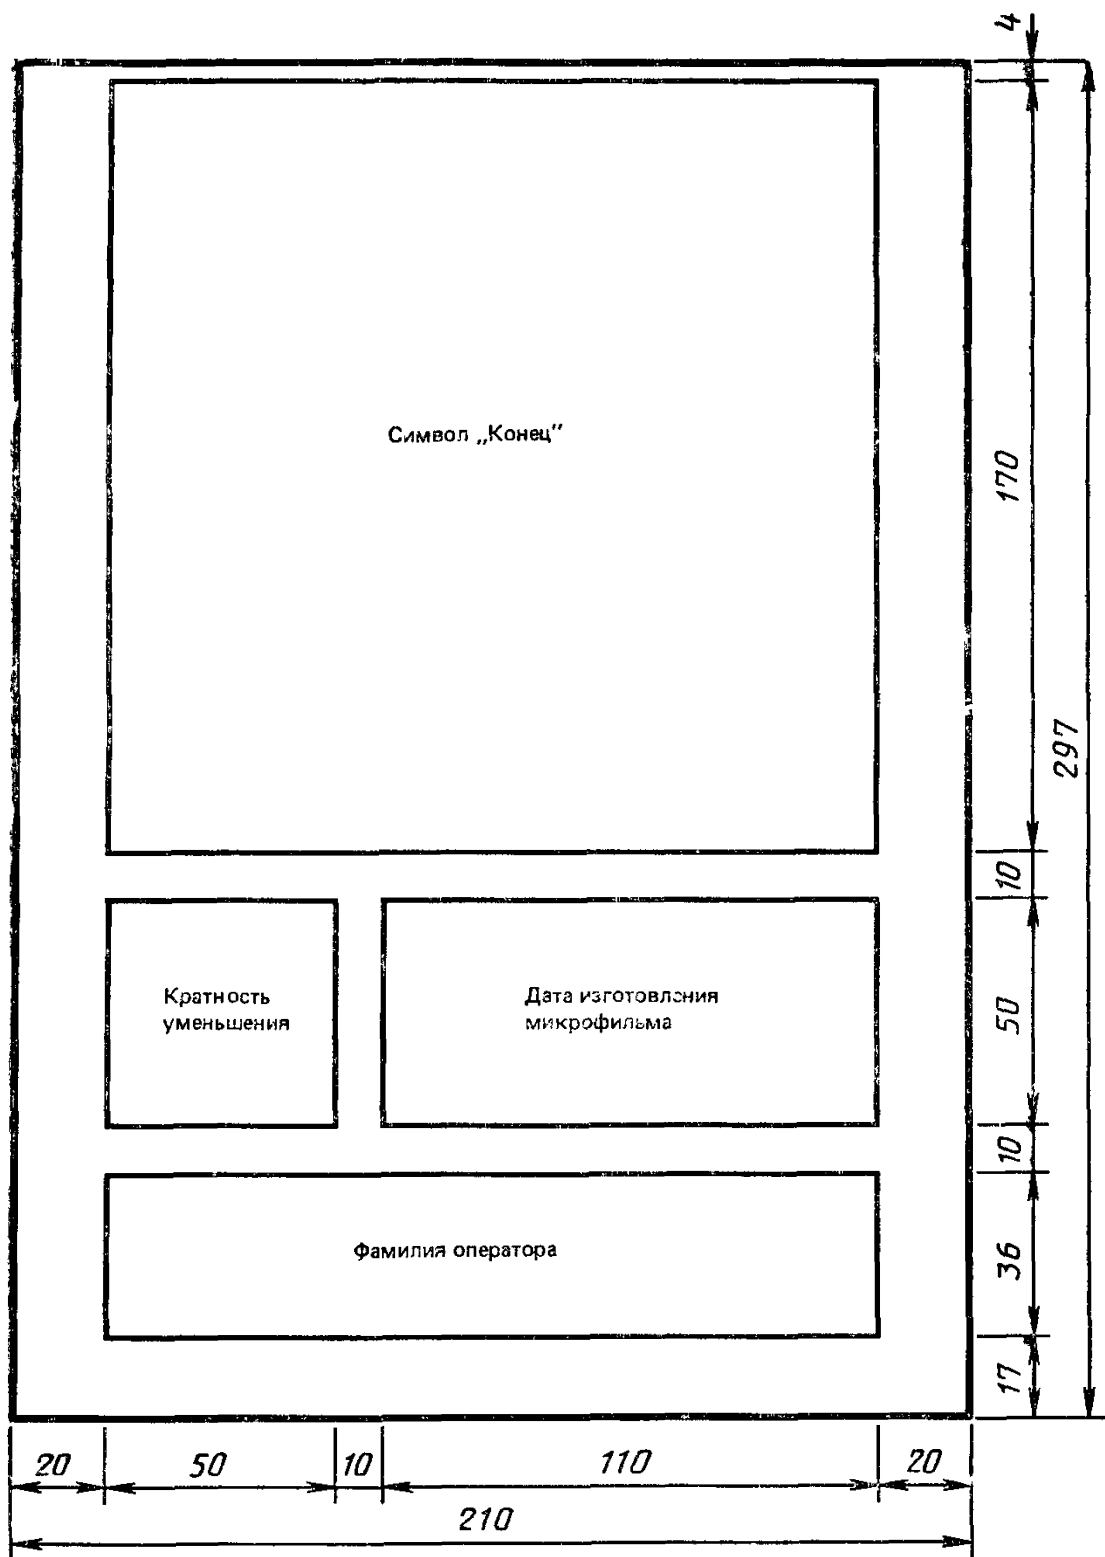 4
Символ „Конец"
170
297
10
Кратность
уменьшения
Дата изготовления
микрофильма
50
10
Фамилия оператора
36
17
20 50 10 110 20
210